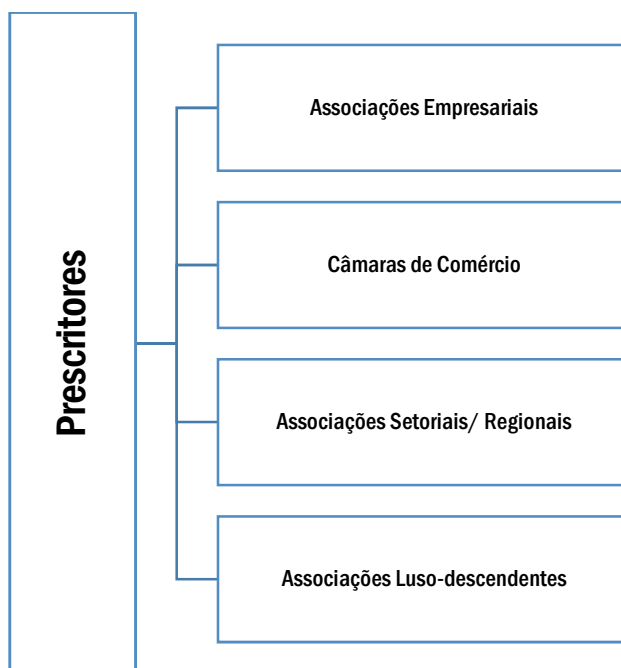 Prescritores
Associações Empresariais
Câmaras de Comércio
Associações Setoriais/ Regionais
Associações Luso-descendentes